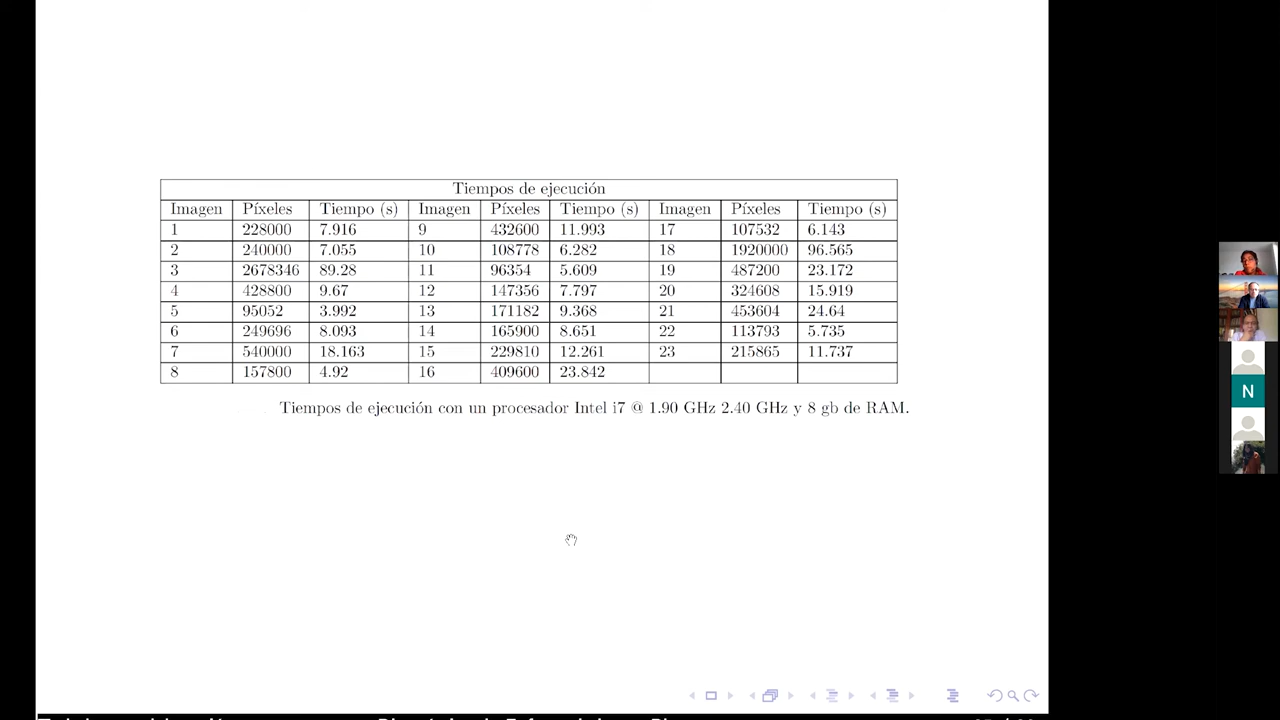 Tiempos de ejecución
Imagen Píxeles Tiempo (s) Imagen Píxeles Tiempo (s) Imagen Píxeles Tiempo (s)
1 228000 7.916 9 432600 11.993 17 107532 6.143
2 240000 7.055 10 108778 6.282 18 1920000 96.565
3 2678346 89.28 11 96354 5.609 19 487200 23.172
4 428800 9.67 12 147356 7.797 20 324608 15.919
5 95052 3.992 13 171182 9.368 21 453604 24.64
6 249696 8.093 14 165900 8.651 22 113793 5.735
7 540000 18.163 15 229810 12.261 23 215865 11.737
8 157800 4.92 16 409600 23.842
Tiempos de ejecución con un procesador Intel i7 @ 1.90 GHz 2.40 GHz y 8 gb de RAM.
N